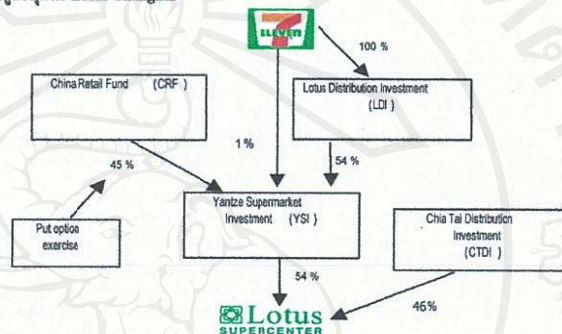 ELEVEN
100 %
China Retail Fund (CRF )
Lotus Distribution Investment
(LDI )
1%
45 %
54 %
Yantze Supermarket
Investment (YSI )
Put option
exercise
Chia Tai Distribution
Investment
(CTDI )
54 %
46%
Lotus
SUPERCENTER